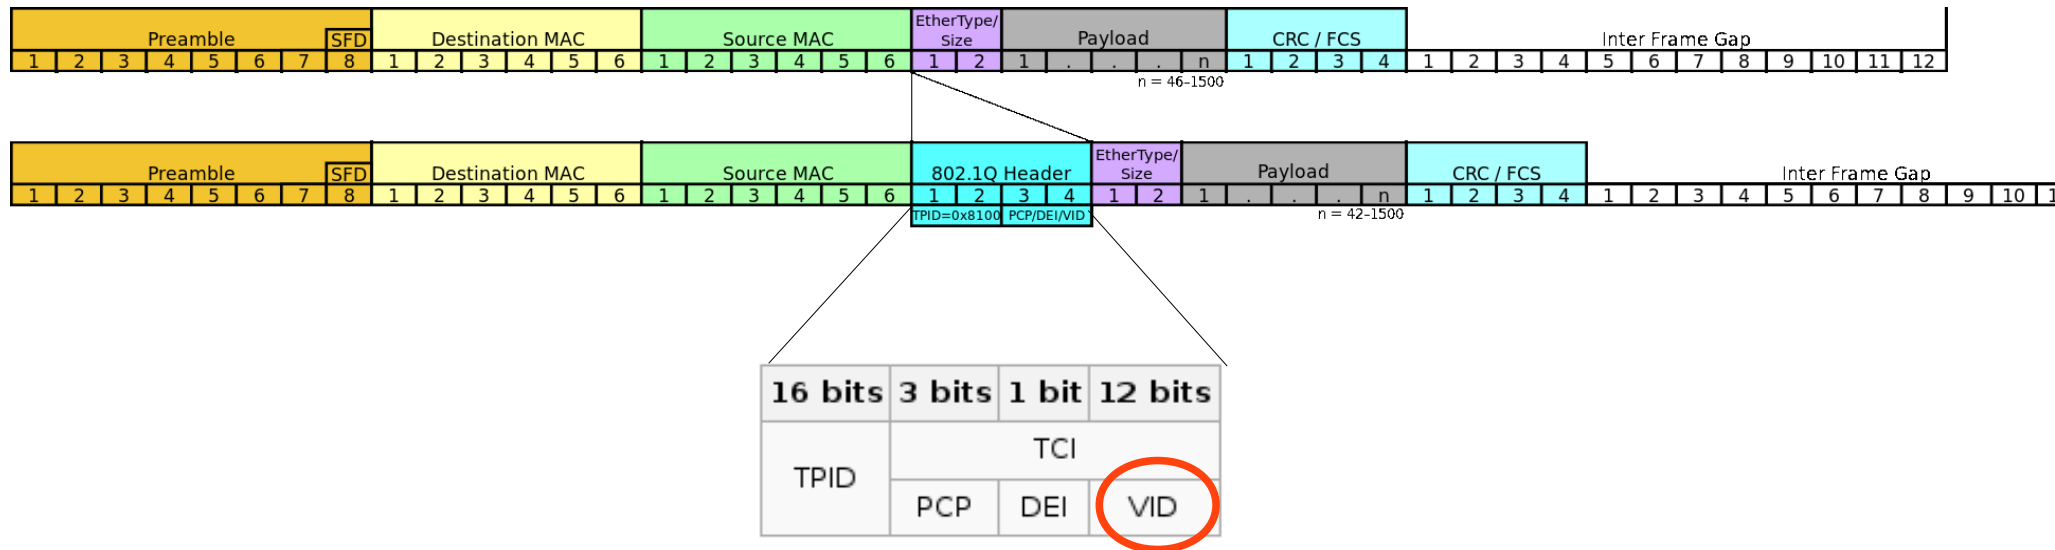 EtherType/
Preamble SFD Destination MAC Source MAC Size Payload CRC / FCS Inter Frame Gap
1 2 3 4 5 6 7 8 1 2 3 4 5 6 1 2 3 4 5 6 1 2 1 . . . n 1 2 3 4 1 2 3 4 5 6 7 8 9 10 11 12
n = 46-1500
EtherType/
Preamble SFD Destination MAC Source MAC 802.1Q Header Size Payload CRC / FCS Inter Frame Gap
1 2 3 4 5 6 7 8 1 2 3 4 5 6 1 2 3 4 5 6 1 2 3 4 1 2 1 . . . n 1 2 3 4 1 2 3 4 5 6 7 8 9 10 1
TPID=0x8100 PCP/DEI/VID n = 42-1500
16 bits 3 bits 1 bit 12 bits
TCI
TPID
PCP DEI VID